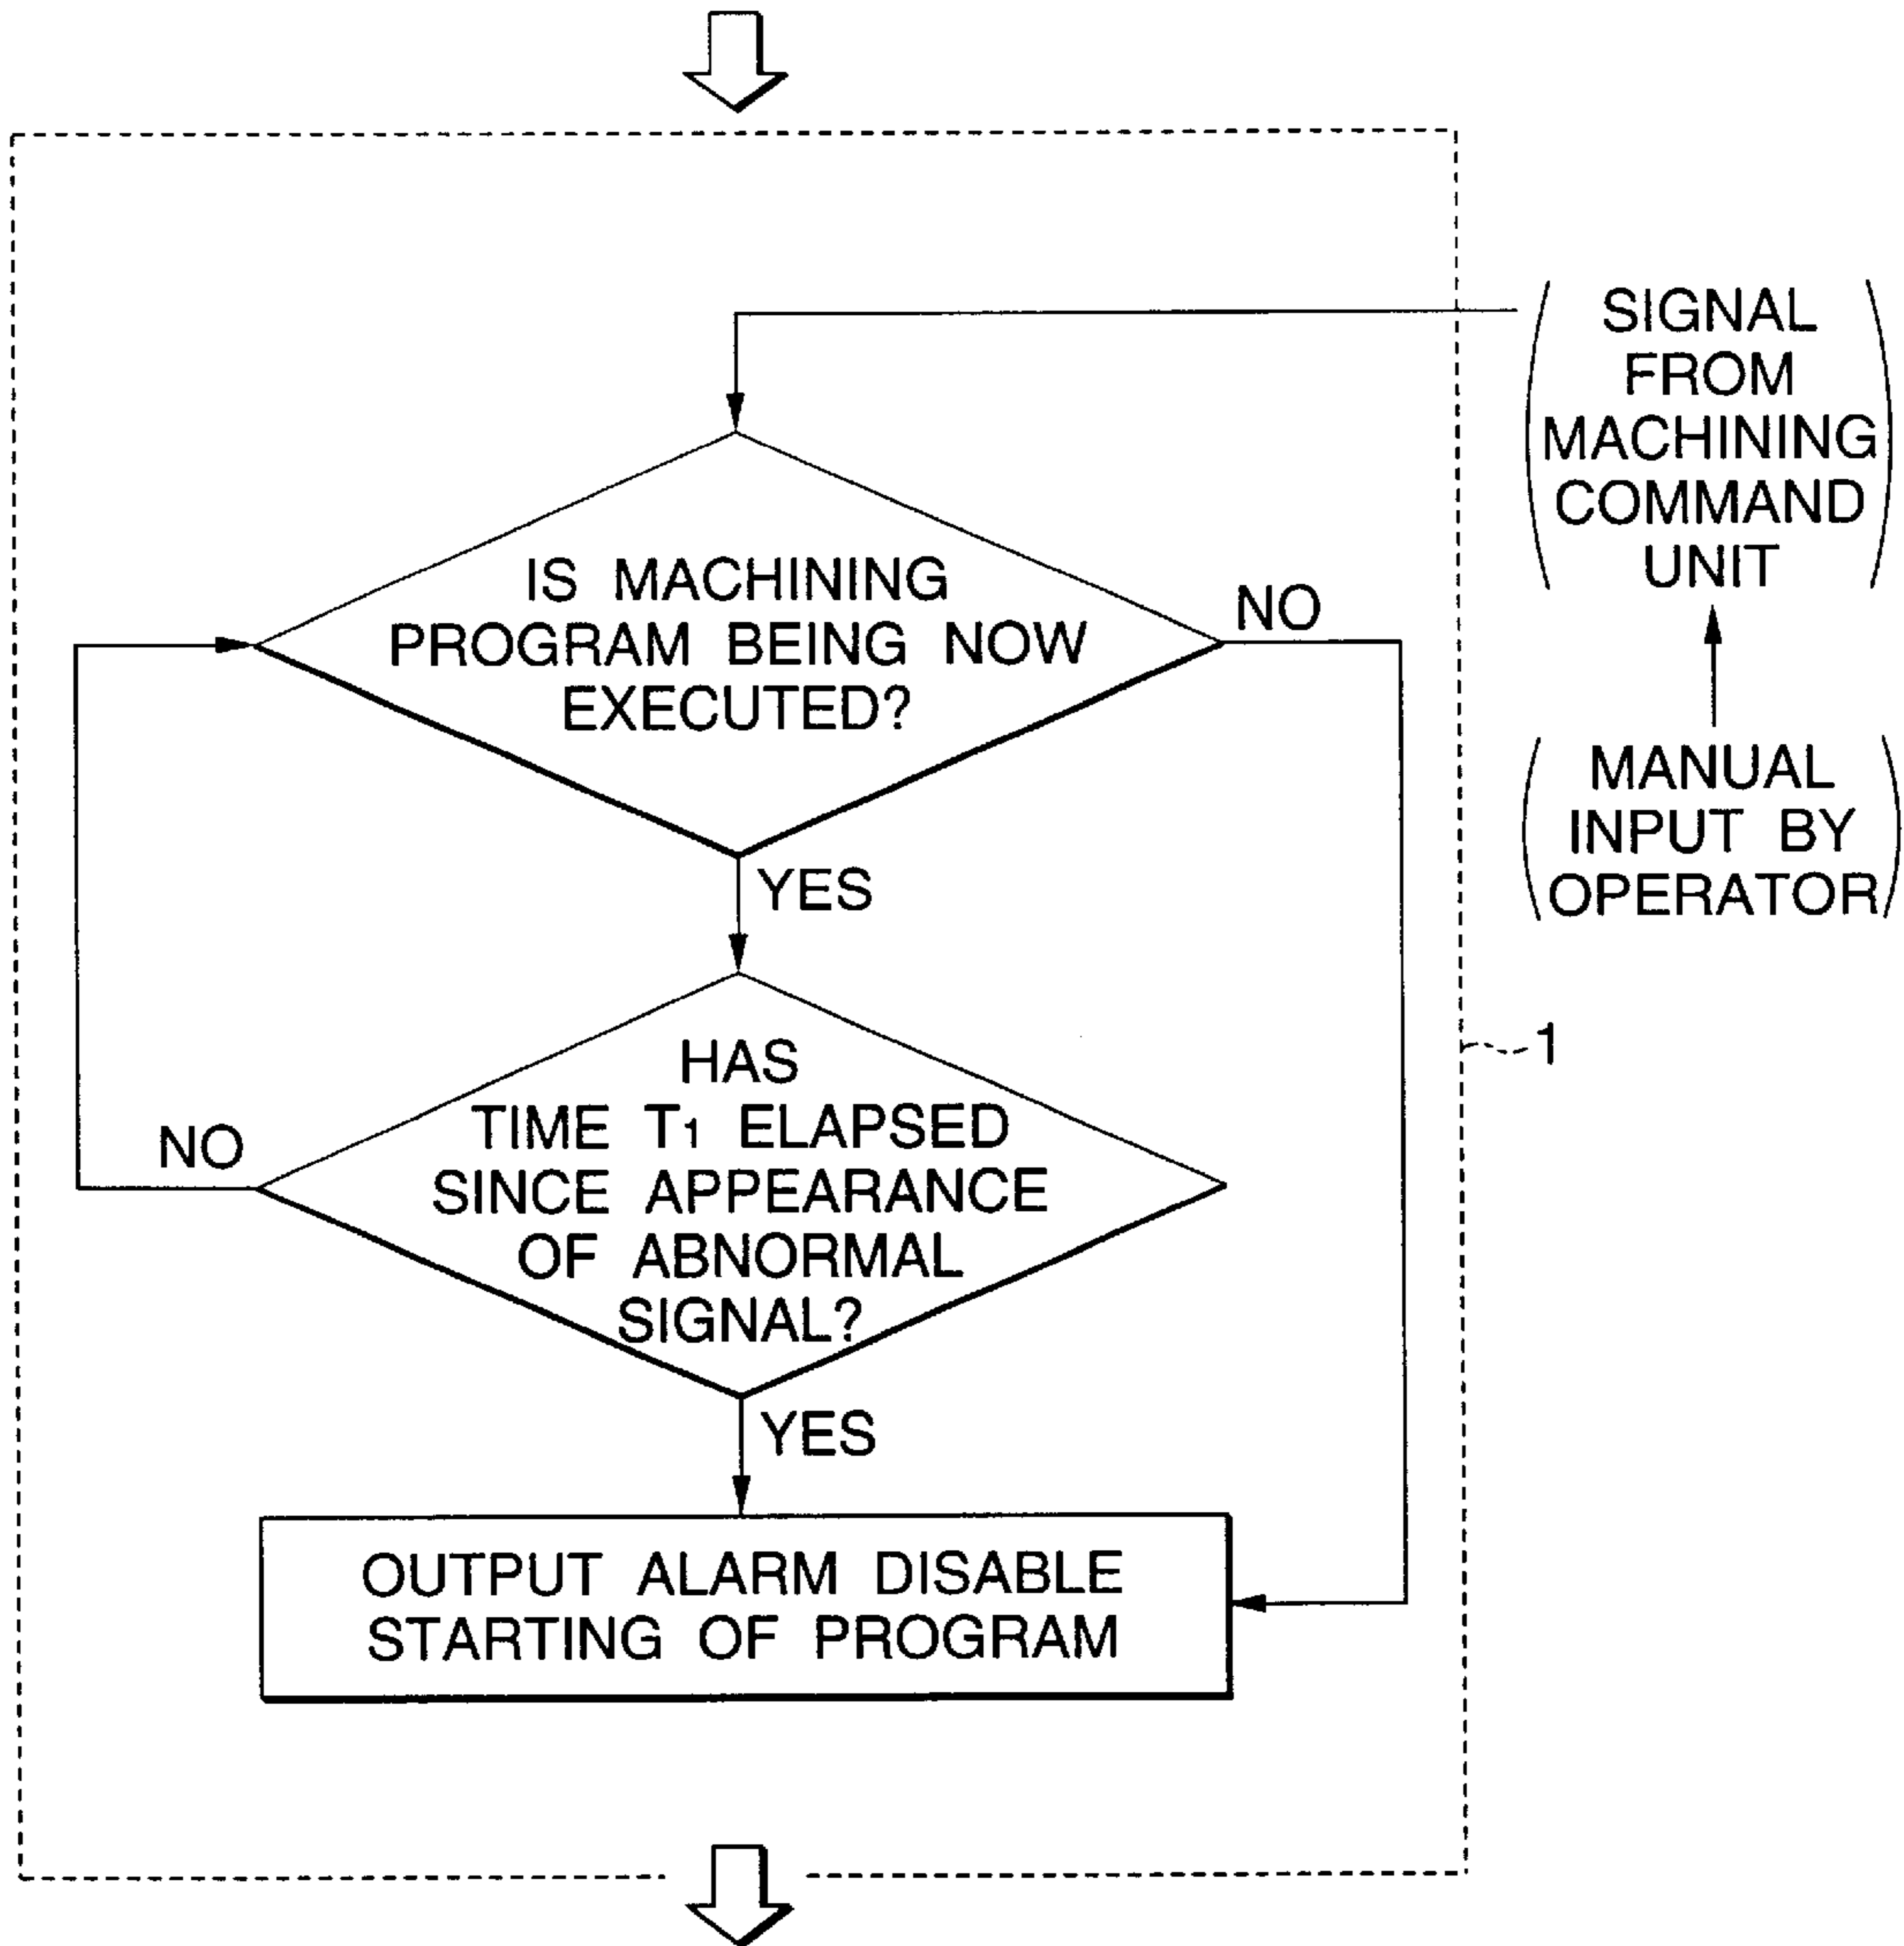 SIGNAL
FROM
MACHINING
COMMAND
UNIT
IS MACHINING
PROGRAM BEING NOW
EXECUTED?
NO
MANUAL
INPUT BY
OPERATOR
YES
HAS
TIME T1 ELAPSED
SINCE APPEARANCE
OF ABNORMAL
SIGNAL?
NO
1
YES
OUTPUT ALARM DISABLE
STARTING OF PROGRAM